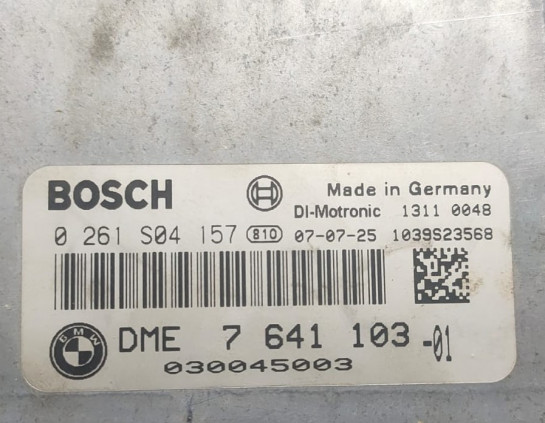 BOSCH
Made in Germany
DI-Motronic 1311 0048
0 261 S04 157 810 07-07-25 1039S23568
BMW DME 7 641 103 -01
030045003